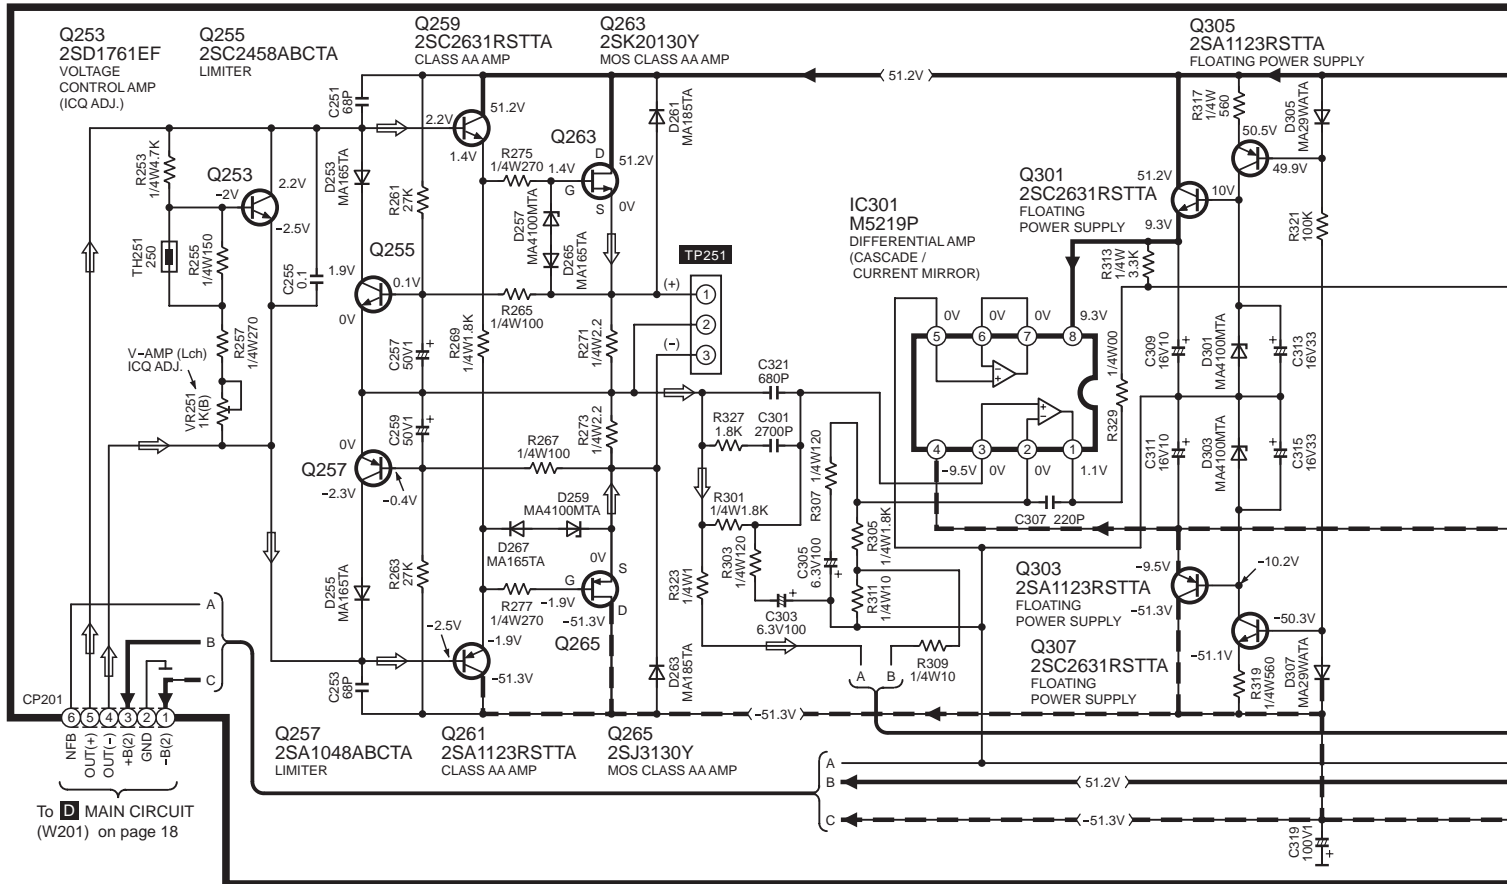 Q253
2SD1761EF
VOLTAGE
CONTROL AMP
(ICQ ADJ.)
Q255
2SC2458ABCTA
LIMITER
Q259
2SC2631RSTTA
CLASS AA AMP
Q263
2SK20130Y
MOS CLASS AA AMP
Q305
2SA1123RSTTA
FLOATING POWER SUPPLY
51.2V
C251
68P
2.2V
51.2V
1.4V
Q263
D
51.2V
1.4V
G
S
0V
R275
1/4W270
D261
MA185TA
R317
1/4W
560
D305
MA29WATA
50.5V
49.9V
R253
1/4W4.7K
Q253
-2V
2.2V
-2.5V
D253
MA165TA
R261
27K
D257
MA4100MTA
D265
MA165TA
IC301
M5219P
DIFFERENTIAL AMP
(CASCADE /
CURRENT MIRROR)
Q301
2SC2631RSTTA
FLOATING
POWER SUPPLY
51.2V
10V
9.3V
R313
1/4W
3.3K
R321
100K
TH251
250
R255
1/4W150
C255
0.1
Q255
1.9V
0.1V
0V
R265
1/4W100
TP251
(+)
1
2
3
(-)
R257
1/4W270
V-AMP (Lch)
ICQ ADJ.
VR251
1K(B)
C257
50V1
R269
1/4W1.8K
R271
1/4W2.2
0V
0V
0V
9.3V
5
6
7
8
C309
16V10
D301
MA4100MTA
C313
16V33
R329
1/4W00
C321
680P
R327
1.8K
C301
2700P
C259
50V1
R267
1/4W100
R273
1/4W2.2
0V
Q257
-2.3V
-0.4V
R307
1/4W120
4
3
2
1
-9.5V
0V
0V
1.1V
C311
16V10
D303
MA4100MTA
C315
16V33
D259
MA4100MTA
D267
MA165TA
R301
1/4W1.8K
C307 220P
R305
1/4W1.8K
D255
MA165TA
R263
27K
0V
S
G
-1.9V
D
-51.3V
Q265
R277
1/4W270
R323
1/4W1
R303
1/4W120
C305
6.3V100
R311
1/4W10
C303
6.3V100
-9.5V
-10.2V
Q303
2SA1123RSTTA
FLOATING
POWER SUPPLY
-51.3V
-50.3V
-51.1V
Q307
2SC2631RSTTA
FLOATING
POWER SUPPLY
R319
1/4W560
D307
MA29WATA
-2.5V
-1.9V
-51.3V
C253
68P
D263
MA185TA
R309
1/4W10
A
B
A
B
C
CP201
6
5
4
3
2
1
NFB
OUT(+)
OUT(-)
+B(2)
GND
-B(2)
-51.3V
Q257
2SA1048ABCTA
LIMITER
Q261
2SA1123RSTTA
CLASS AA AMP
Q265
2SJ3130Y
MOS CLASS AA AMP
A
B
C
51.2V
-51.3V
To D MAIN CIRCUIT
(W201) on page 18
C319
100V1